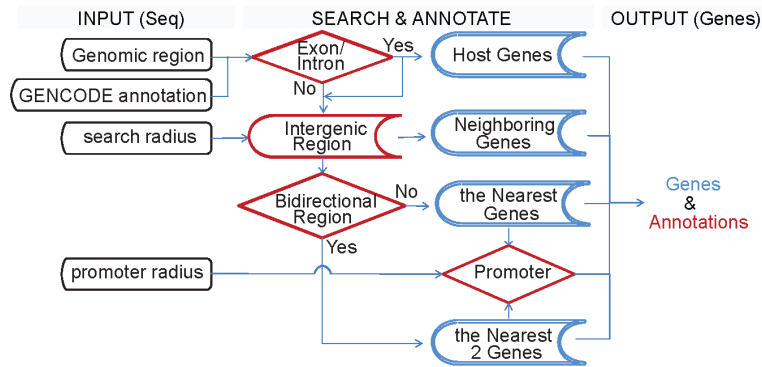 INPUT (Seq)
SEARCH & ANNOTATE
OUTPUT (Genes)
Genomic region
Exon/
Intron
Yes
Host Genes
No
GENCODE annotation
search radius
Intergenic
Region
Neighboring
Genes
Bidirectional
Region
No
the Nearest
Genes
Genes
&
Annotations
Yes
promoter radius
Promoter
the Nearest
2 Genes